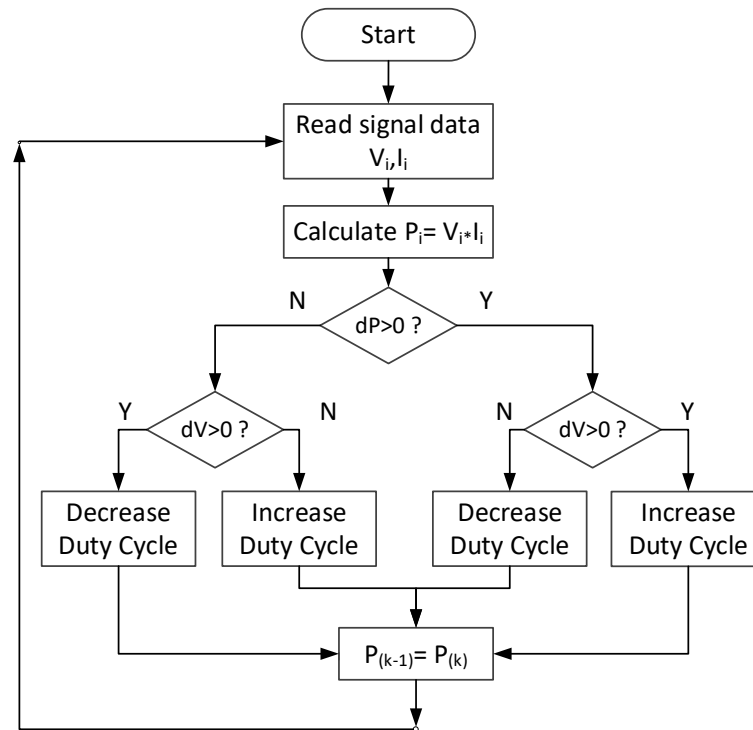 Start
Read signal data
V_i,I_i
Calculate P_i= V_i*I_i
N
dP>0 ?
Y
Y
dV>0 ?
N
N
dV>0 ?
Y
Decrease
Duty Cycle
Increase
Duty Cycle
Decrease
Duty Cycle
Increase
Duty Cycle
P_(k-1)= P_(k)